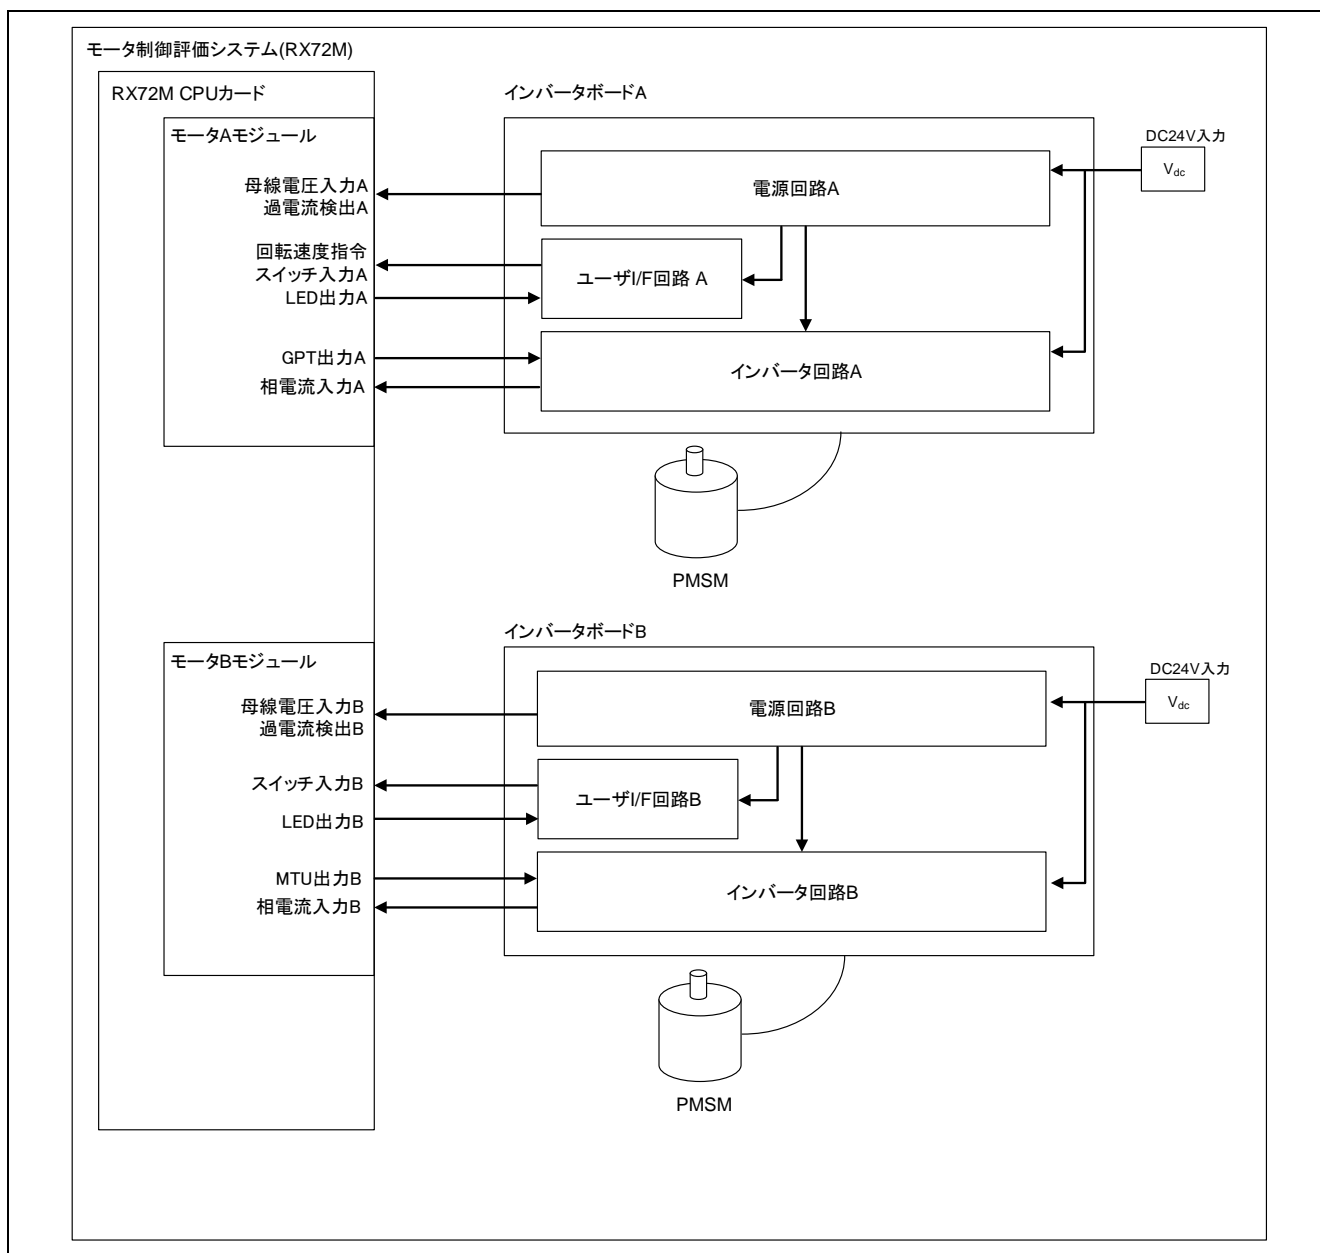 モータ制御評価システム(RX72M)
RX72M CPUカード
インバータボードA
モータAモジュール
DC24V入力
Vdc
母線電圧入力A
過電流検出A
電源回路A
回転速度指令
スイッチ入力A
LED出力A
ユーザI/F回路 A
GPT出力A
相電流入力A
インバータ回路A
PMSM
インバータボードB
モータBモジュール
DC24V入力
Vdc
母線電圧入力B
過電流検出B
電源回路B
スイッチ入力B
LED出力B
ユーザI/F回路B
MTU出力B
相電流入力B
インバータ回路B
PMSM